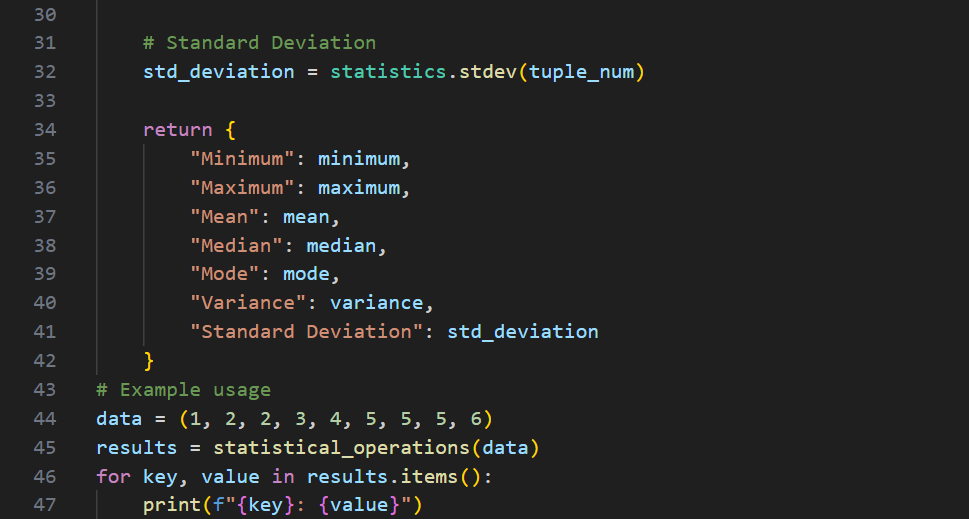 30
31     # Standard Deviation
32     std_deviation = statistics.stdev(tuple_num)
33
34     return {
35         "Minimum": minimum,
36         "Maximum": maximum,
37         "Mean": mean,
38         "Median": median,
39         "Mode": mode,
40         "Variance": variance,
41         "Standard Deviation": std_deviation
42     }
43 # Example usage
44 data = (1, 2, 2, 3, 4, 5, 5, 5, 6)
45 results = statistical_operations(data)
46 for key, value in results.items():
47     print(f"{key}: {value}")